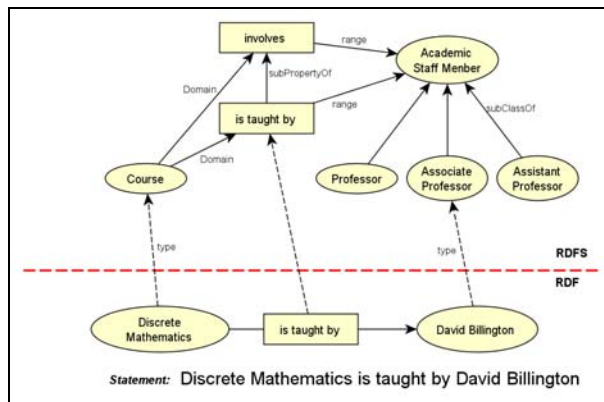 involves
range
Academic
Staff Menber
Domain
subPropertyOf
is taught by
range
subClassOf
Domain
Course
Professor
Associate
Professor
Assistant
Professor
type
type
RDFS
RDF
Discrete
Mathematics
is taught by
David Billington
Statement: Discrete Mathematics is taught by David Billington